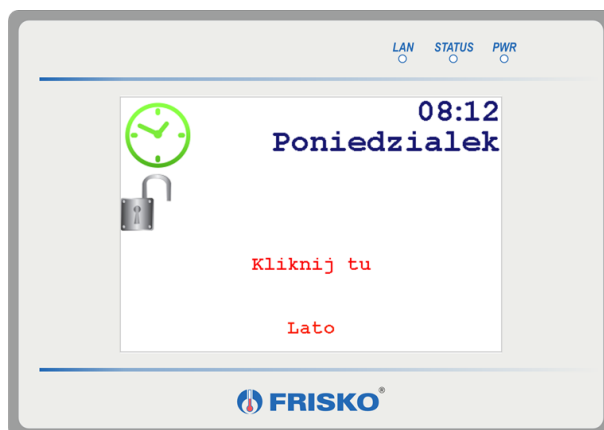 LAN STATUS PWR
08:12
Poniedzialek
Kliknij tu
Lato
FRISKO®